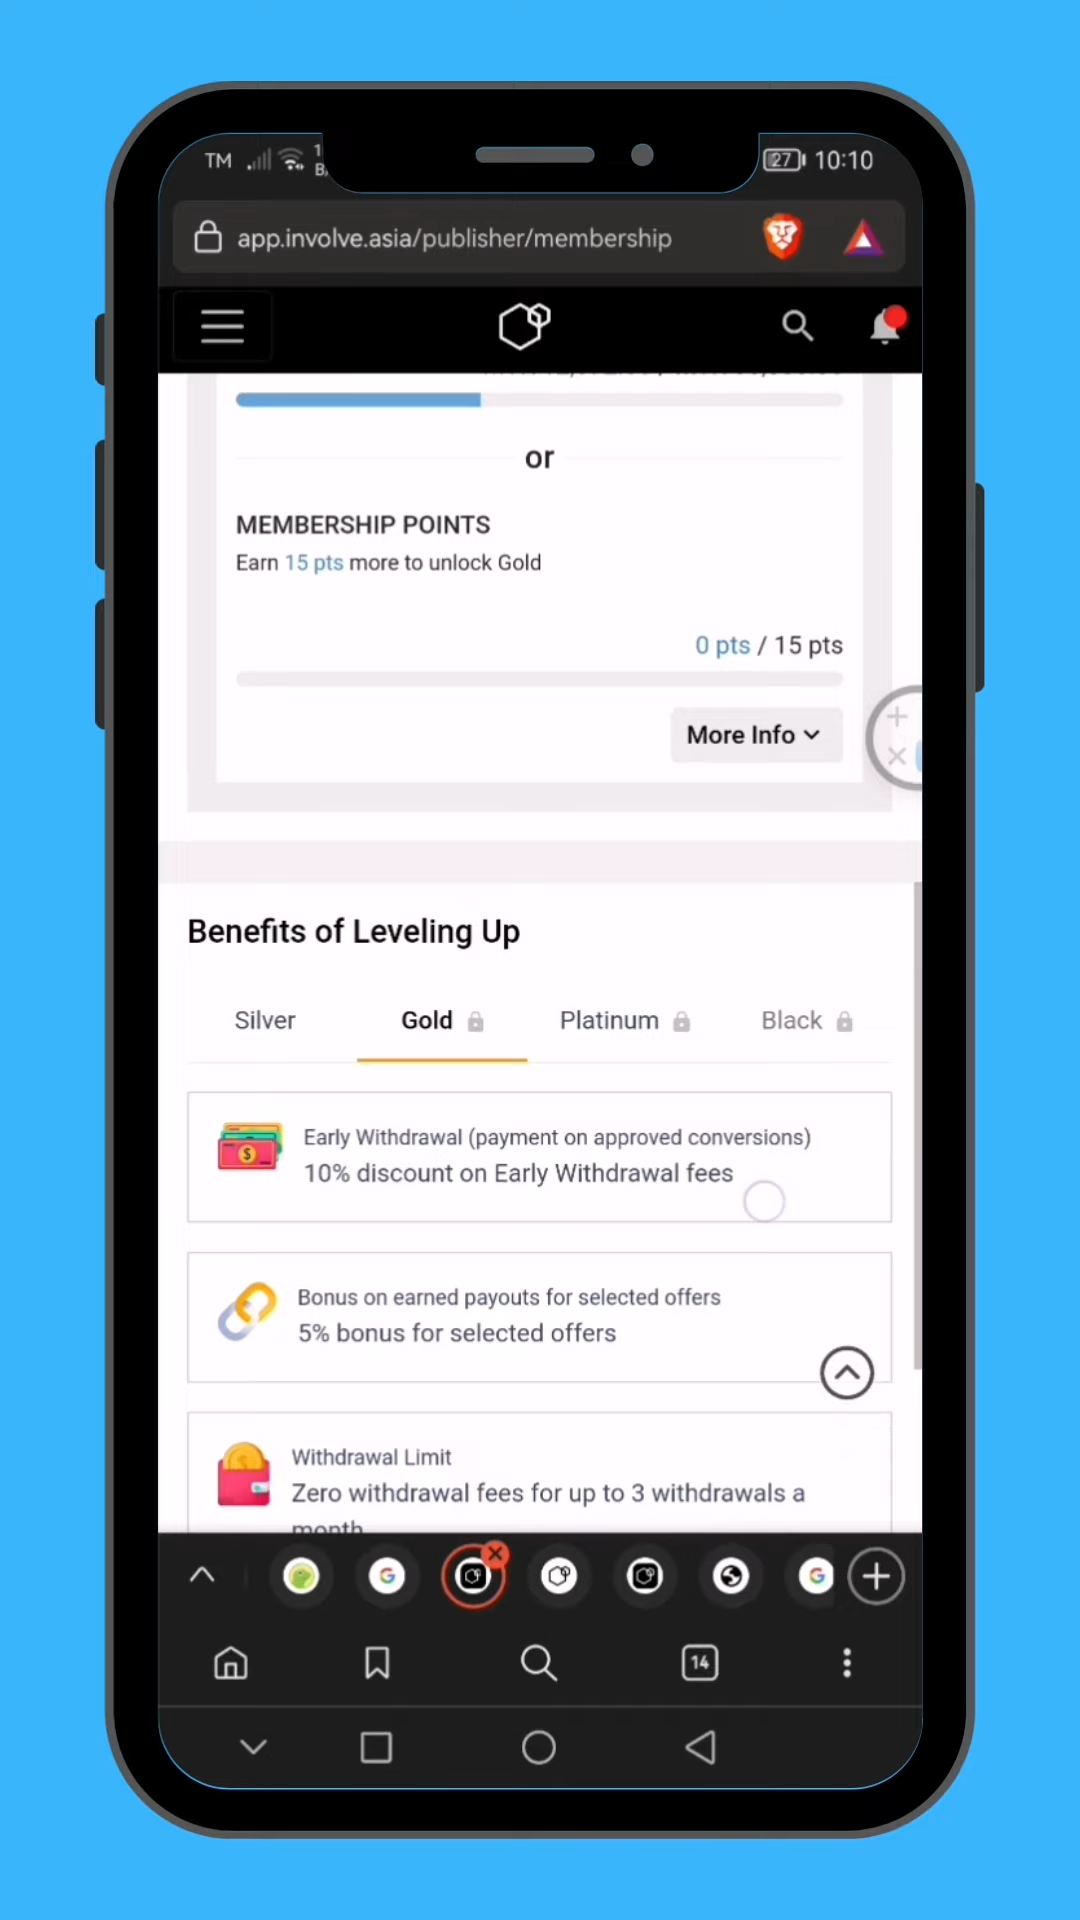 TM
27 10:10
app.involve.asia/publisher/membership
or
MEMBERSHIP POINTS
Earn 15 pts more to unlock Gold
0 pts / 15 pts
More Info
Benefits of Leveling Up
Silver
Gold
Platinum
Black
Early Withdrawal (payment on approved conversions)
10% discount on Early Withdrawal fees
Bonus on earned payouts for selected offers
5% bonus for selected offers
Withdrawal Limit
Zero withdrawal fees for up to 3 withdrawals a
month
14